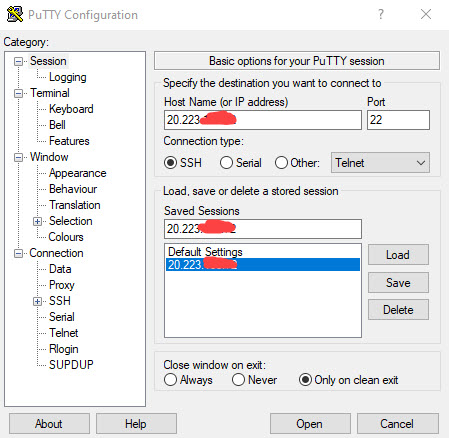 PuTTY Configuration
? ×
Category:
Session
Logging
Terminal
Keyboard
Bell
Features
Window
Appearance
Behaviour
Translation
Selection
Colours
Connection
Data
Proxy
SSH
Serial
Telnet
Rlogin
SUPDUP
Basic options for your PuTTY session
Specify the destination you want to connect to
Host Name (or IP address) Port
20.223. 22
Connection type:
SSH Serial Other: Telnet
Load, save or delete a stored session
Saved Sessions
20.223.
Default Settings
20.223.
Load
Save
Delete
Close window on exit:
Always Never Only on clean exit
About Help Open Cancel